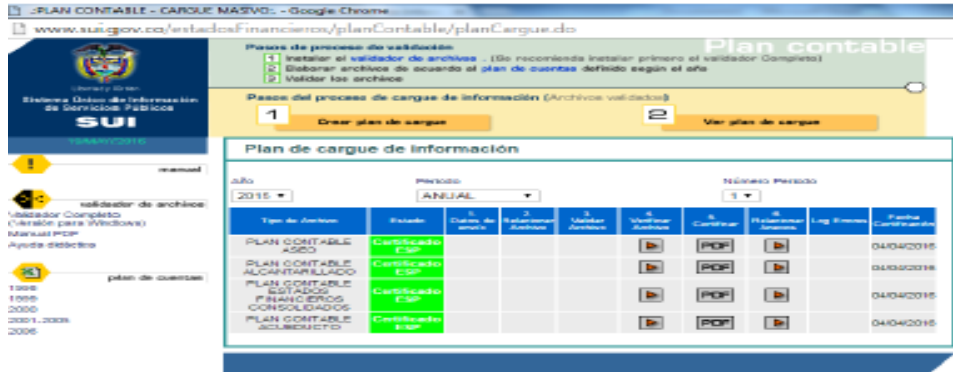 :PLAN CONTABLE - CARGUE MASIVO:. - Google Chrome
www.sui.gov.co/estadosFinancieros/planContable/planCargue.do
Libertad y Orden
Sistema Único de Información
de Servicios Públicos
SUI
Plan contable
Pasos de proceso de validación
1 Instalar el validador de archivos . (Se recomienda instalar primero el validador Completo)
2 Elaborar archivos de acuerdo al plan de cuentas definido según el año
3 Validar los archivos
Pasos del proceso de cargue de información (Archivos validados)
1 Crear plan de cargue
2 Ver plan de cargue
manual
validador de archivos
Validador Completo
(Versión para Windows)
Manual PDF
Ayuda didáctica
plan de cuentas
2000
2001-2005
2006
Plan de cargue de información
Año Periodo Número Periodo
2015 ANUAL 1
Tipo de Archivo Estado 1. Datos de envío 2. Relacionar Archivo 3. Validar Archivo 4. Verificar Archivo 5. Certificar 6. Relacionar Anexos Log Errores Fecha Certificación
PLAN CONTABLE ASEO Certificado ESP PDF 04/04/2016
PLAN CONTABLE ALCANTARILLADO Certificado ESP PDF 04/04/2016
PLAN CONTABLE ESTADOS FINANCIEROS CONSOLIDADOS Certificado ESP PDF 04/04/2016
PLAN CONTABLE ACUEDUCTO Certificado ESP PDF 04/04/2016